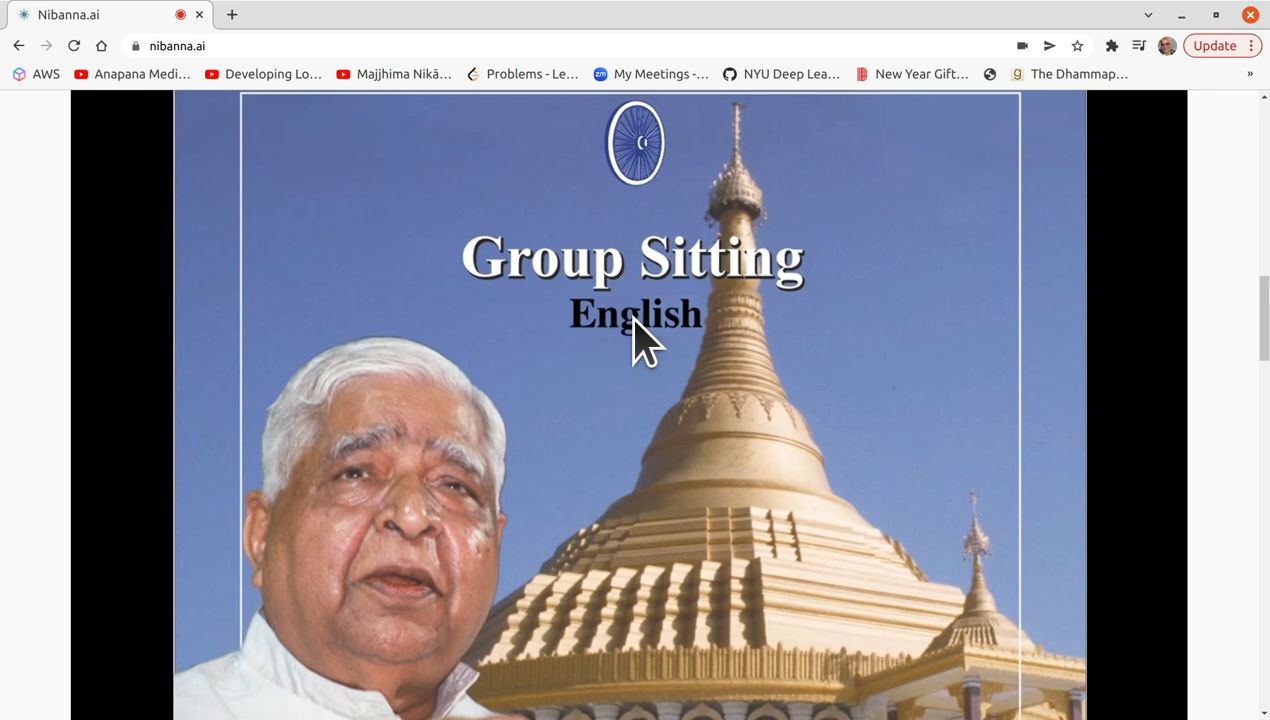 Nibanna.ai
nibanna.ai
Update
AWS
Anapana Medi...
Developing Lo...
Majjhima Nikā...
Problems - Le...
My Meetings -...
NYU Deep Lea...
New Year Gift...
The Dhammap...
»
Group Sitting
English